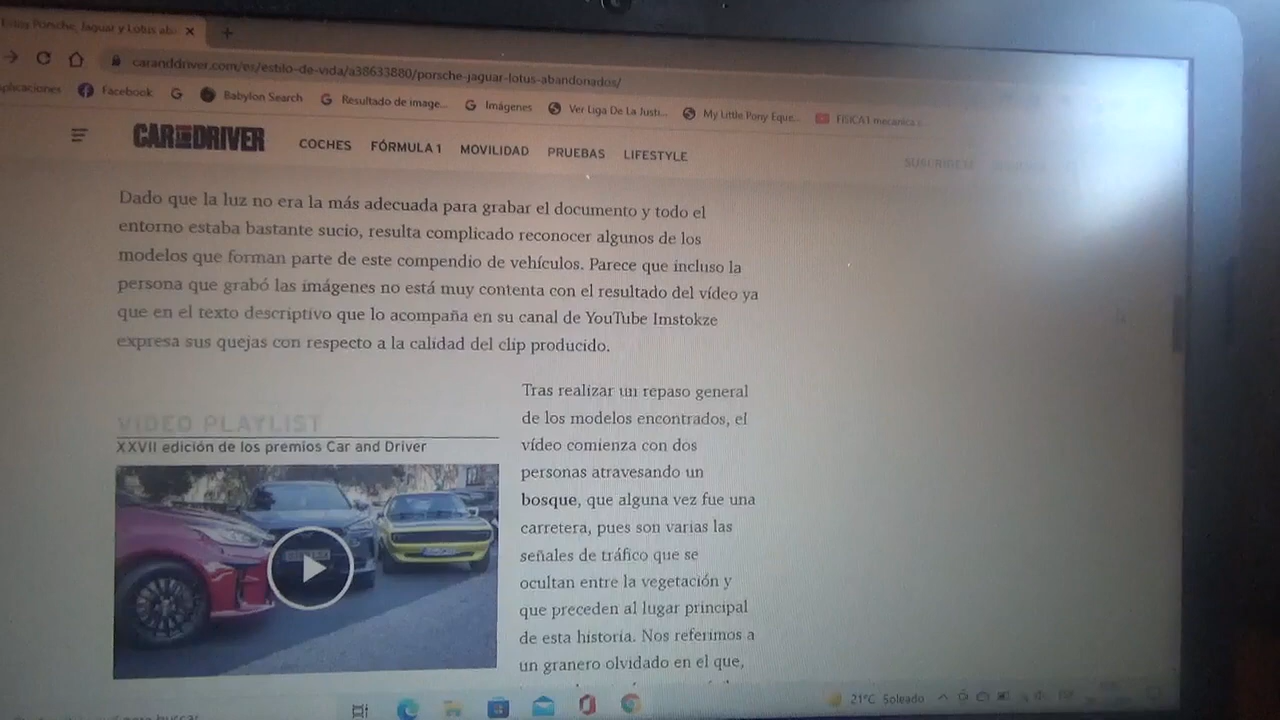 Porsche, Jaguar y Lotus ab
caranddriver.com/es/estilo-de-vida/a38633880/porsche-jaguar-lotus-abandonados/
plicaciones Facebook Babylon Search Resultado de image... Imágenes Ver Liga De La Justi... My Little Pony Eque... FISICA1 mecanica
CAR AND DRIVER COCHES FÓRMULA 1 MOVILIDAD PRUEBAS LIFESTYLE
Dado que la luz no era la más adecuada para grabar el documento y todo el
entorno estaba bastante sucio, resulta complicado reconocer algunos de los
modelos que forman parte de este compendio de vehículos. Parece que incluso la
persona que grabó las imágenes no está muy contenta con el resultado del vídeo ya
que en el texto descriptivo que lo acompaña en su canal de YouTube Imstokze
expresa sus quejas con respecto a la calidad del clip producido.
VIDEO PLAYLIST
XXVII edición de los premios Car and Driver
Tras realizar un repaso general
de los modelos encontrados, el
vídeo comienza con dos
personas atravesando un
bosque, que alguna vez fue una
carretera, pues son varias las
señales de tráfico que se
ocultan entre la vegetación y
que preceden al lugar principal
de esta historia. Nos referimos a
un granero olvidado en el que,
21°C Soleado